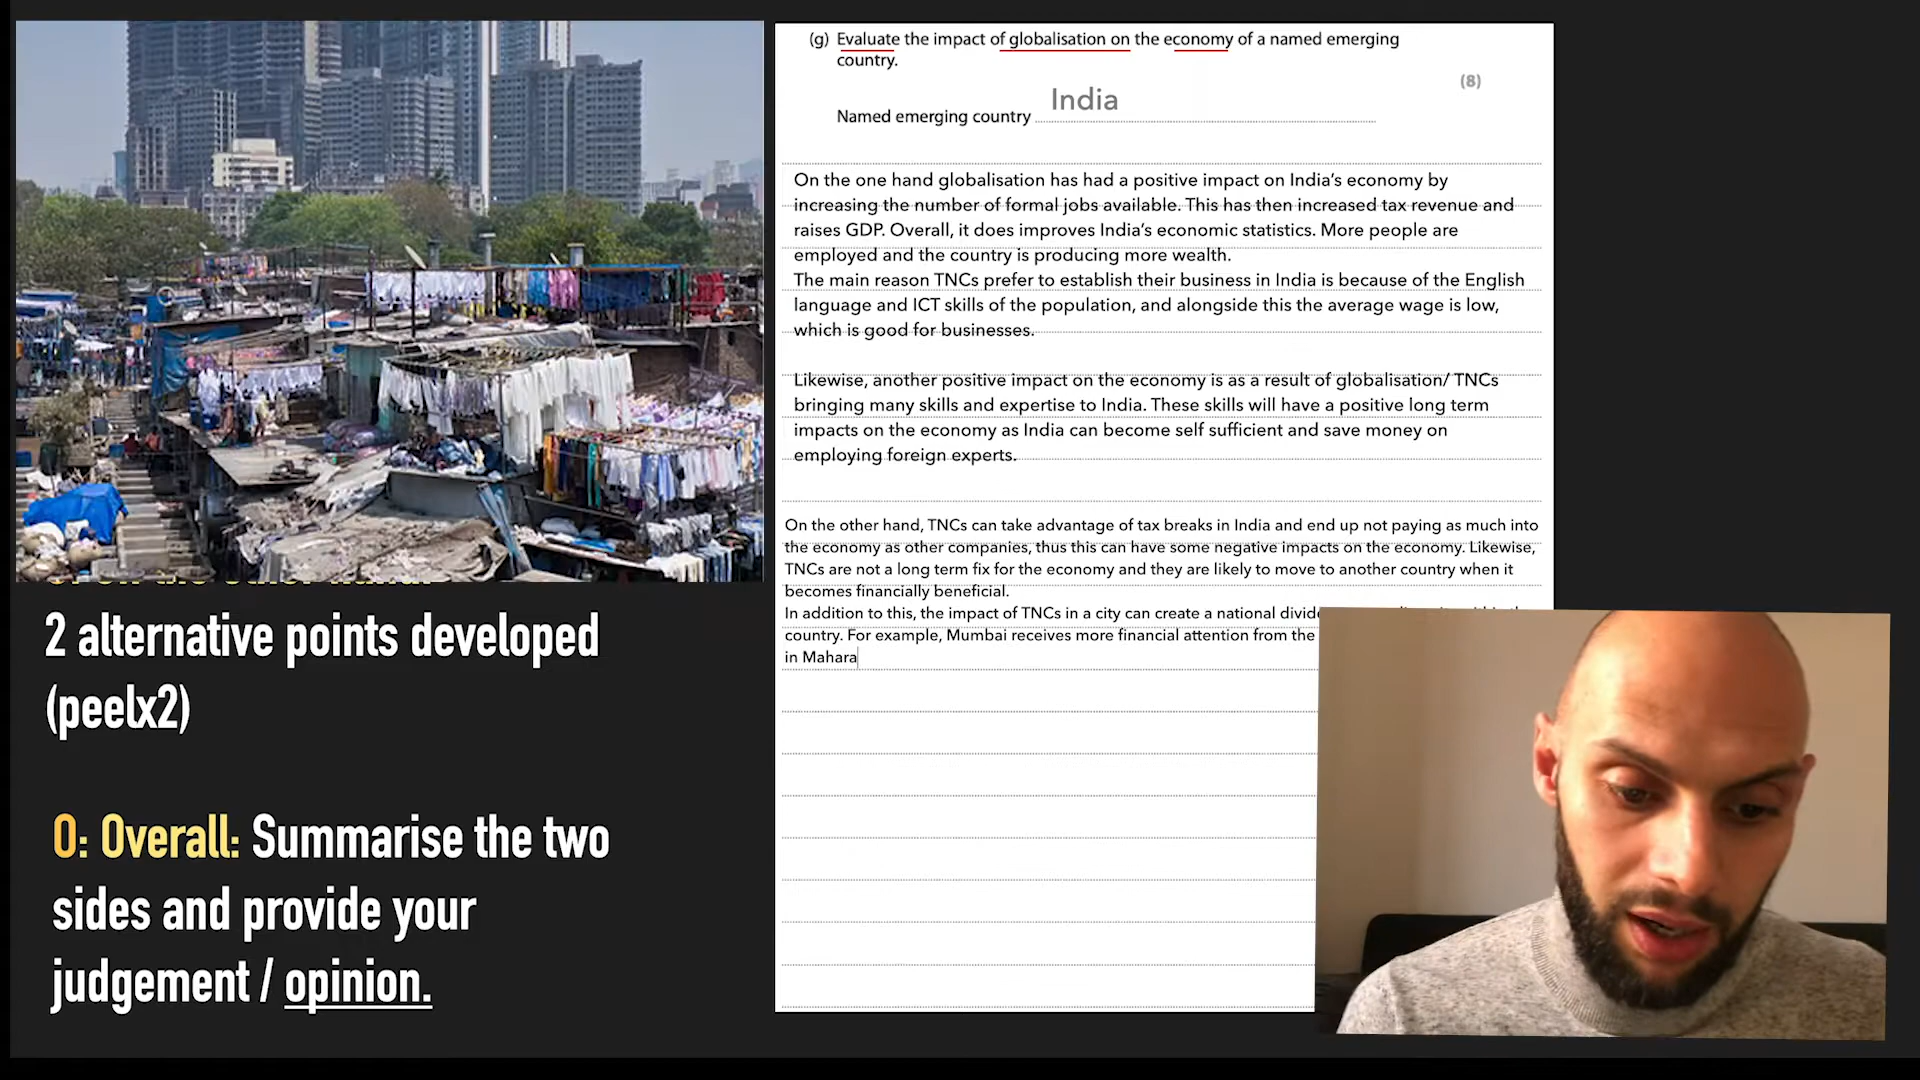 2 alternative points developed
(peelx2)
O: Overall: Summarise the two
sides and provide your
judgement / opinion.
(g) Evaluate the impact of globalisation on the economy of a named emerging
country.
(8)
India
Named emerging country
On the one hand globalisation has had a positive impact on India's economy by
increasing the number of formal jobs available. This has then increased tax revenue and
raises GDP. Overall, it does improves India's economic statistics. More people are
employed and the country is producing more wealth.
The main reason TNCs prefer to establish their business in India is because of the English
language and ICT skills of the population, and alongside this the average wage is low,
which is good for businesses.
Likewise, another positive impact on the economy is as a result of globalisation/ TNCs
bringing many skills and expertise to India. These skills will have a positive long term
impacts on the economy as India can become self sufficient and save money on
employing foreign experts.
On the other hand, TNCs can take advantage of tax breaks in India and end up not paying as much into
the economy as other companies, thus this can have some negative impacts on the economy. Likewise,
TNCs are not a long term fix for the economy and they are likely to move to another country when it
becomes financially beneficial.
In addition to this, the impact of TNCs in a city can create a national divide
country. For example, Mumbai receives more financial attention from the
in Mahara